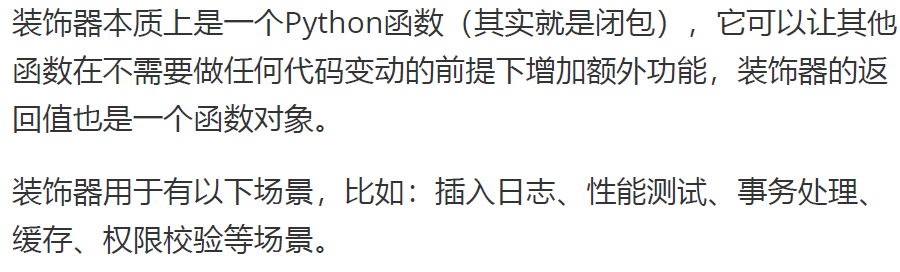 装饰器本质上是一个Python函数（其实就是闭包），它可以让其他
函数在不需要做任何代码变动的前提下增加额外功能，装饰器的返
回值也是一个函数对象。
装饰器用于有以下场景，比如：插入日志、性能测试、事务处理、
缓存、权限校验等场景。